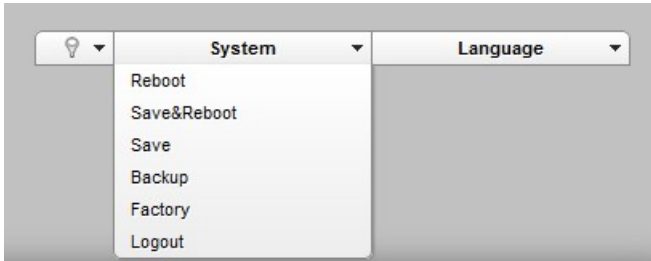 System
Language
Reboot
Save&Reboot
Save
Backup
Factory
Logout